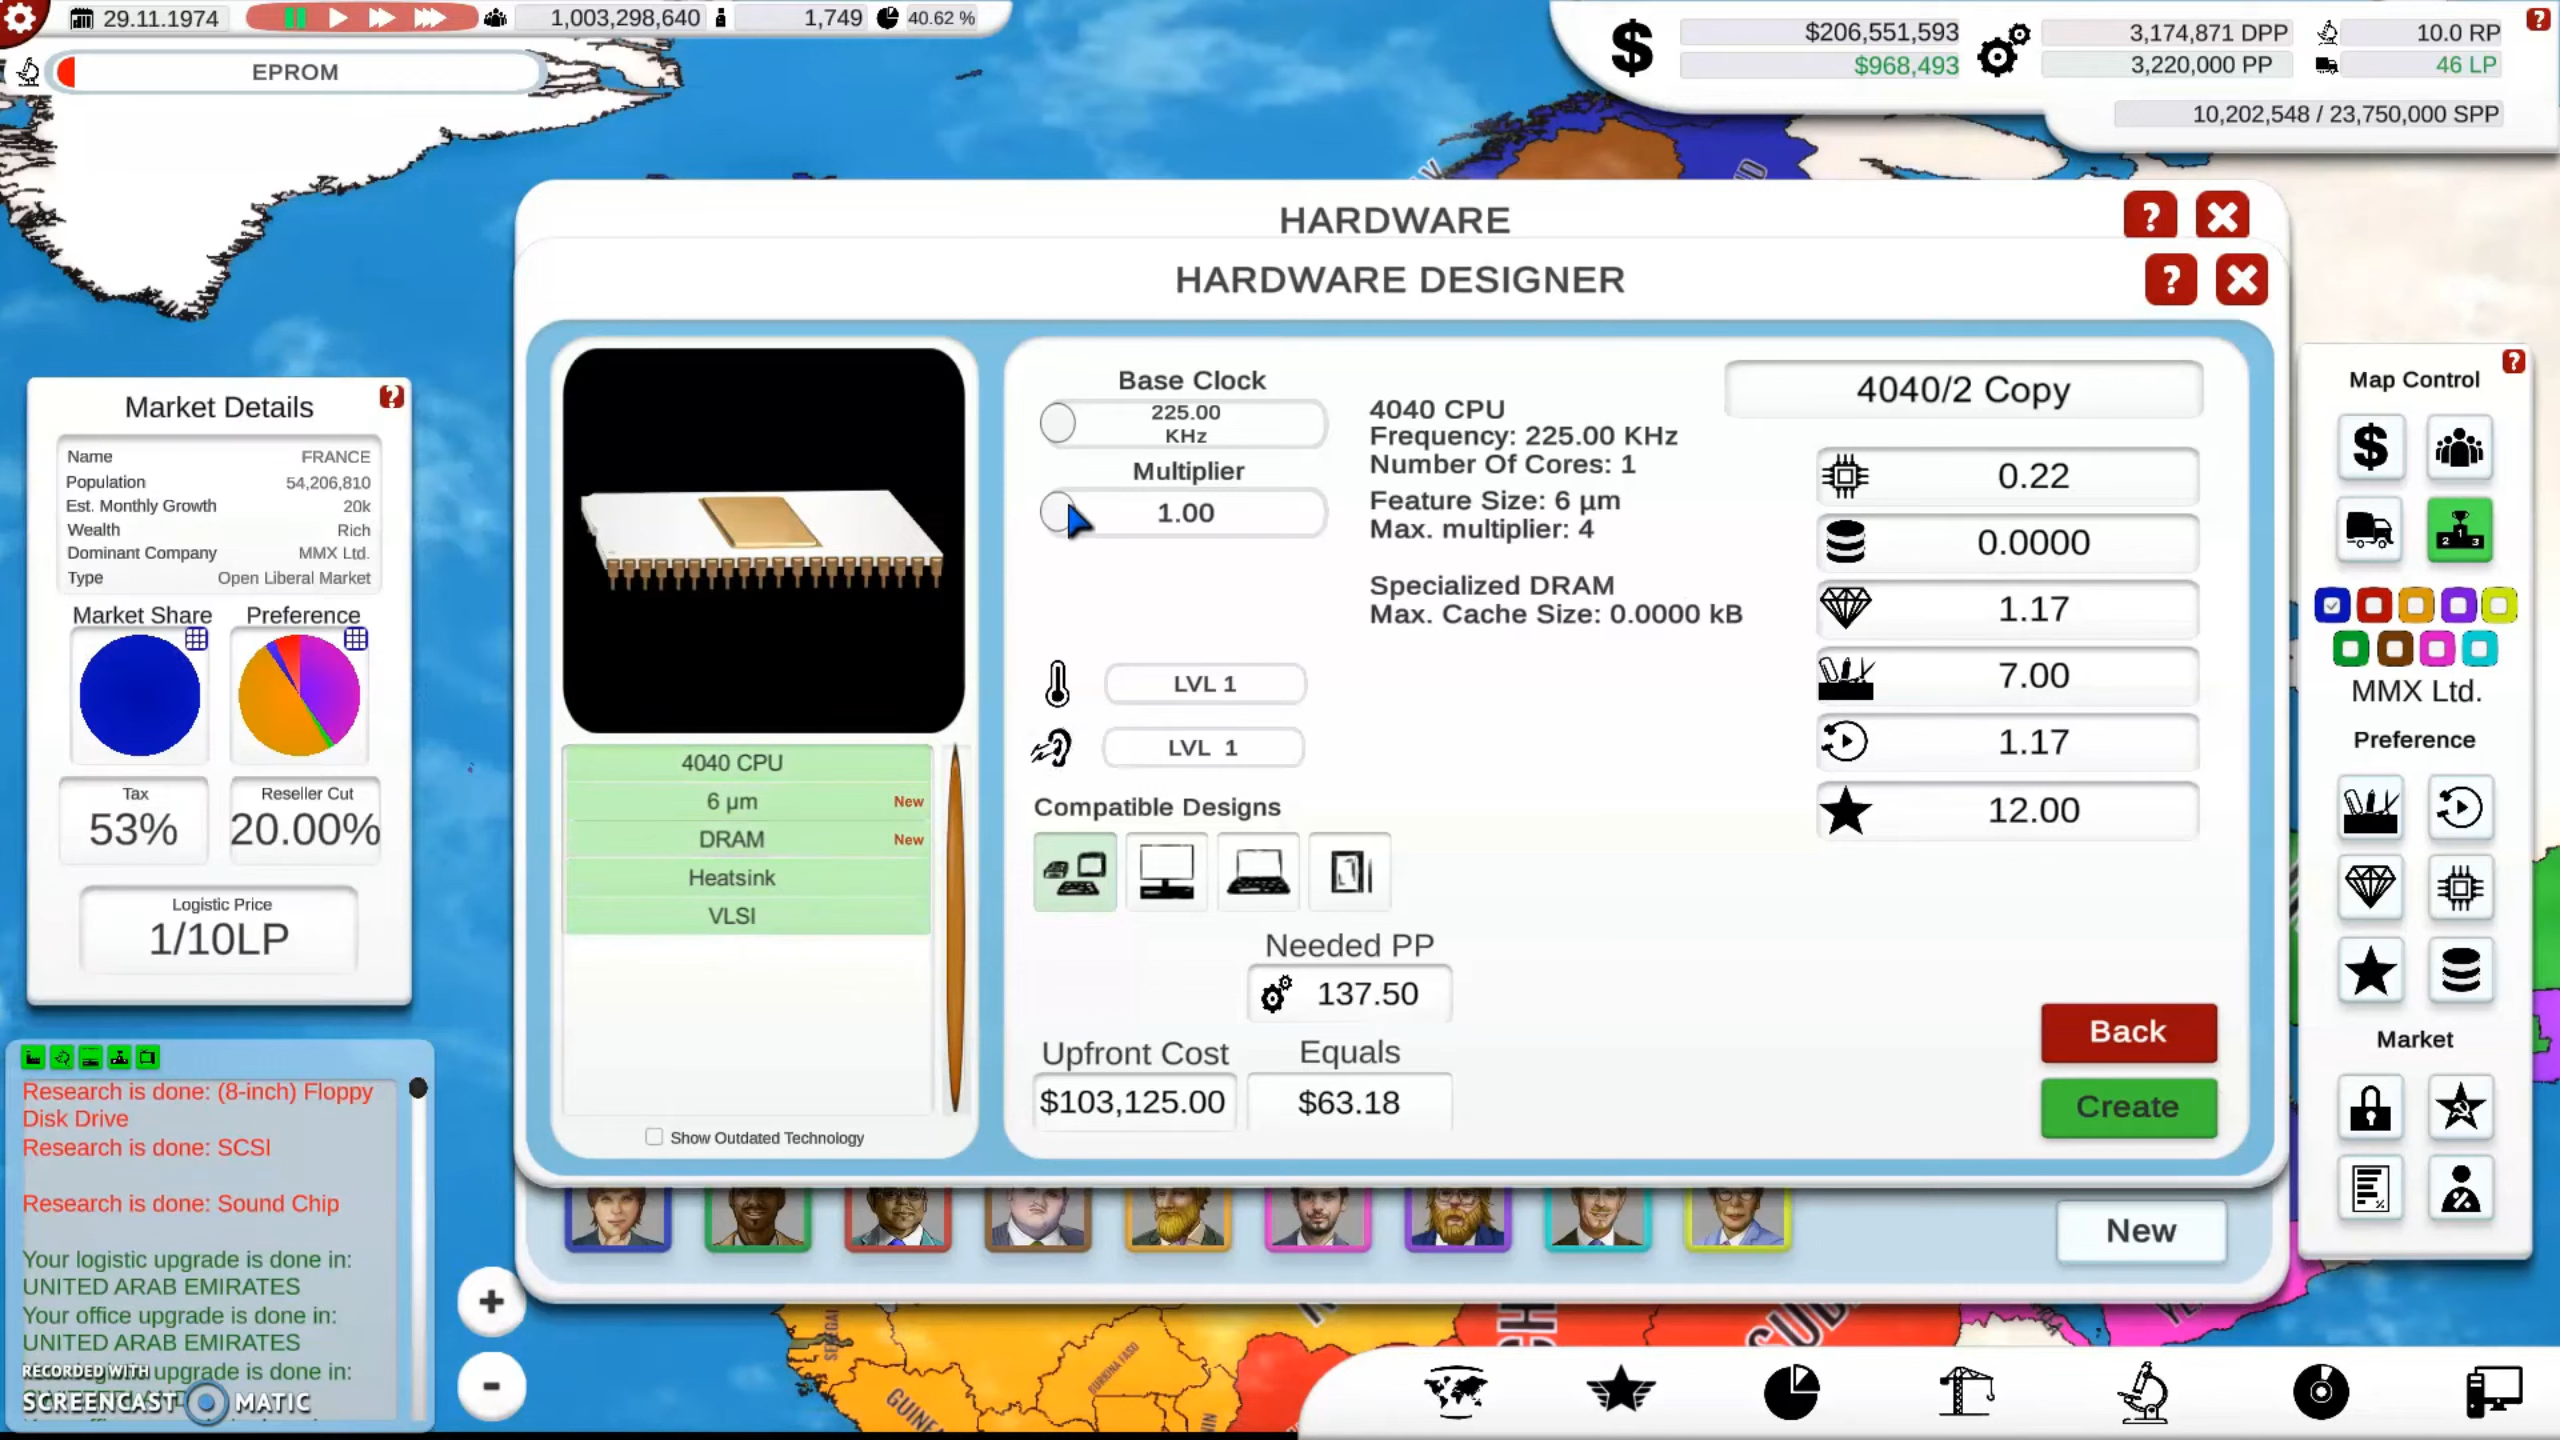 29.11.1974
1,003,298,640
1,749
40.62 %
$206,551,593
3,174,871 DPP
10.0 RP
?
$968,493
3,220,000 PP
46 LP
10,202,548 / 23,750,000 SPP
EPROM
HARDWARE
?
HARDWARE DESIGNER
?
Market Details
?
Name FRANCE
Population 54,206,810
Est. Monthly Growth 20k
Wealth Rich
Dominant Company MMX Ltd.
Type Open Liberal Market
Market Share Preference
Tax
53%
Reseller Cut
20.00%
Logistic Price
1/10LP
Research is done: (8-inch) Floppy
Disk Drive
Research is done: SCSI
Research is done: Sound Chip
Your logistic upgrade is done in:
UNITED ARAB EMIRATES
Your office upgrade is done in:
UNITED ARAB EMIRATES
upgrade is done in:
RECORDED WITH
SCREENCAST MATIC
4040 CPU
6 µm New
DRAM New
Heatsink
VLSI
Show Outdated Technology
Base Clock
225.00
KHz
Multiplier
1.00
4040 CPU
Frequency: 225.00 KHz
Number Of Cores: 1
Feature Size: 6 µm
Max. multiplier: 4
Specialized DRAM
Max. Cache Size: 0.0000 kB
LVL 1
LVL 1
Compatible Designs
Needed PP
137.50
Upfront Cost
$103,125.00
Equals
$63.18
4040/2 Copy
0.22
0.0000
1.17
7.00
1.17
12.00
Back
Create
New
+
-
Map Control
?
MMX Ltd.
Preference
Market
SENEGAL
GUINE
BURKINA FASO
SUD